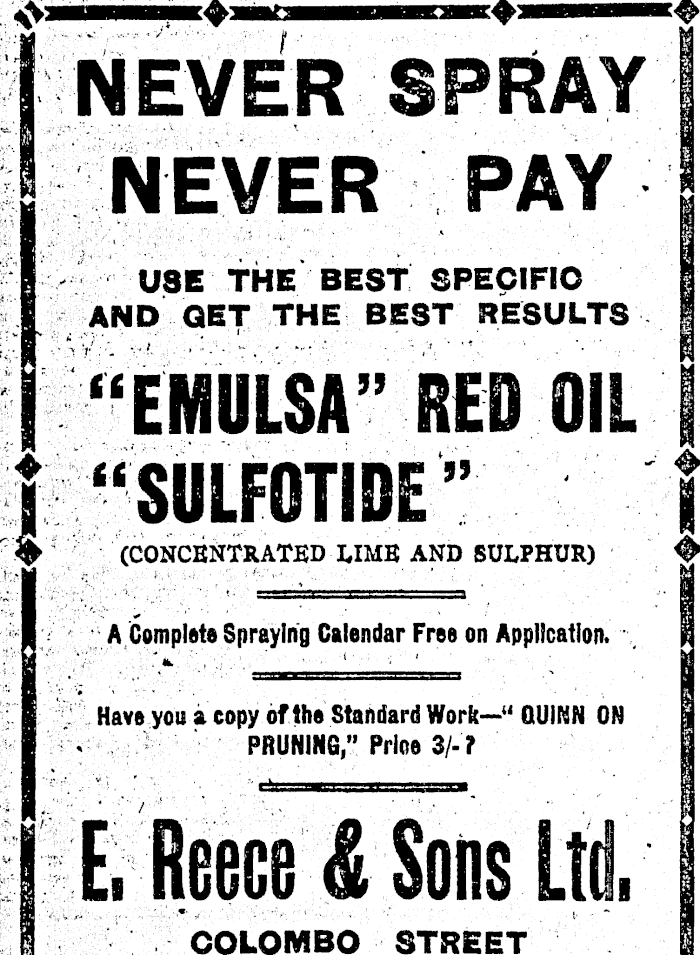 NEVER SPRAY
NEVER PAY
USE THE BEST SPECIFIC
AND GET THE BEST RESULTS
“EMULSA” RED OIL
“SULFOTIDE”
(CONCENTRATED LIME AND SULPHUR)
A Complete Spraying Calendar Free on Application.
Have you a copy of the Standard Work—“ QUINN ON
PRUNING,” Price 3/- ?
E. Reece & Sons Ltd.
COLOMBO STREET